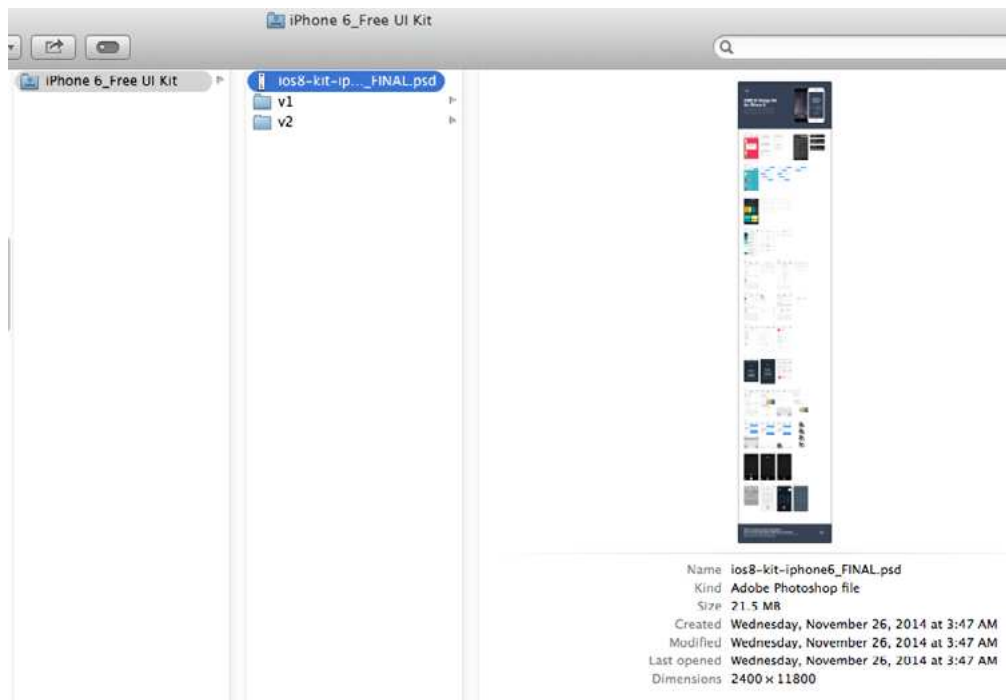 iPhone 6_Free UI Kit
iPhone 6_Free UI Kit
ios8-kit-ip..._FINAL.psd
v1
v2
Name ios8-kit-iphone6_FINAL.psd
Kind Adobe Photoshop file
Size 21.5 MB
Created Wednesday, November 26, 2014 at 3:47 AM
Modified Wednesday, November 26, 2014 at 3:47 AM
Last opened Wednesday, November 26, 2014 at 3:47 AM
Dimensions 2400 × 11800